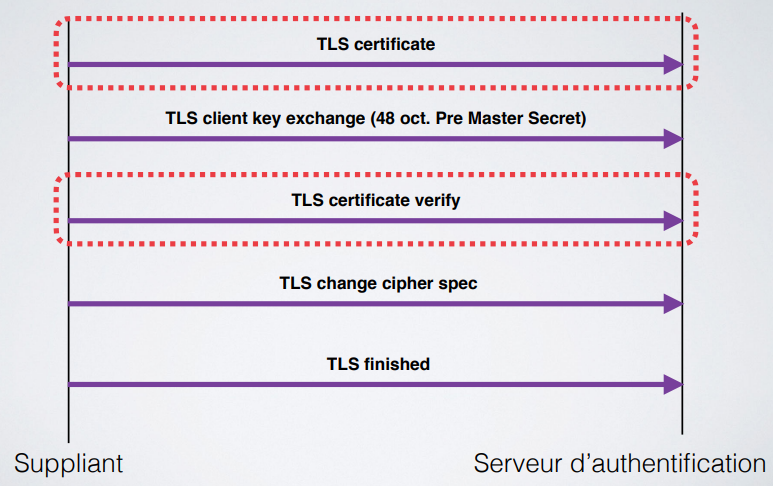 TLS certificate
TLS client key exchange (48 oct. Pre Master Secret)
TLS certificate verify
TLS change cipher spec
TLS finished
Suppliant
Serveur d'authentification